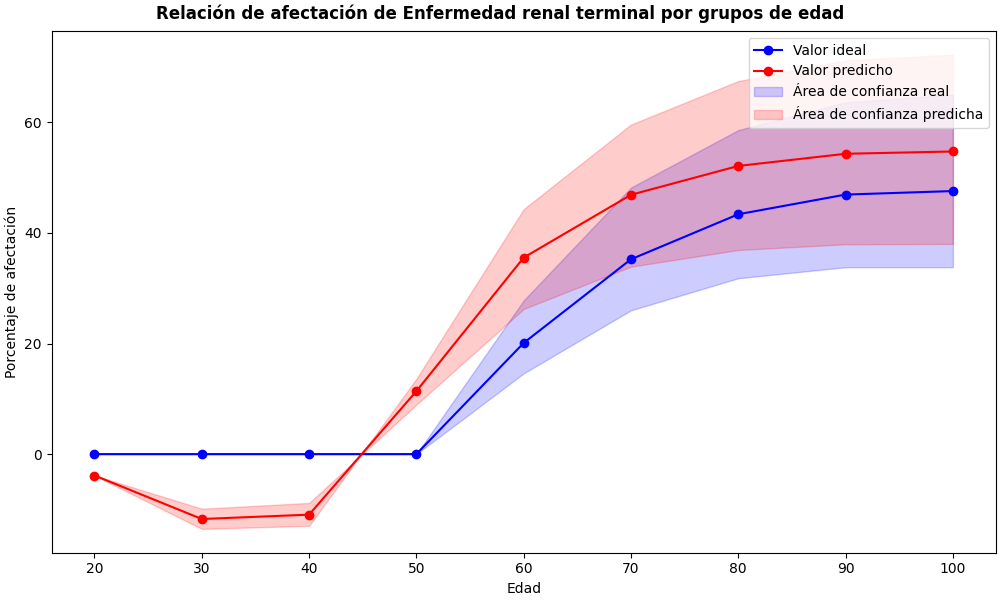 Relación de afectación de Enfermedad renal terminal por grupos de edad
Valor ideal
Valor predicho
Área de confianza real
Área de confianza predicha
Porcentaje de afectación
60
40
20
0
20 30 40 50 60 70 80 90 100
Edad